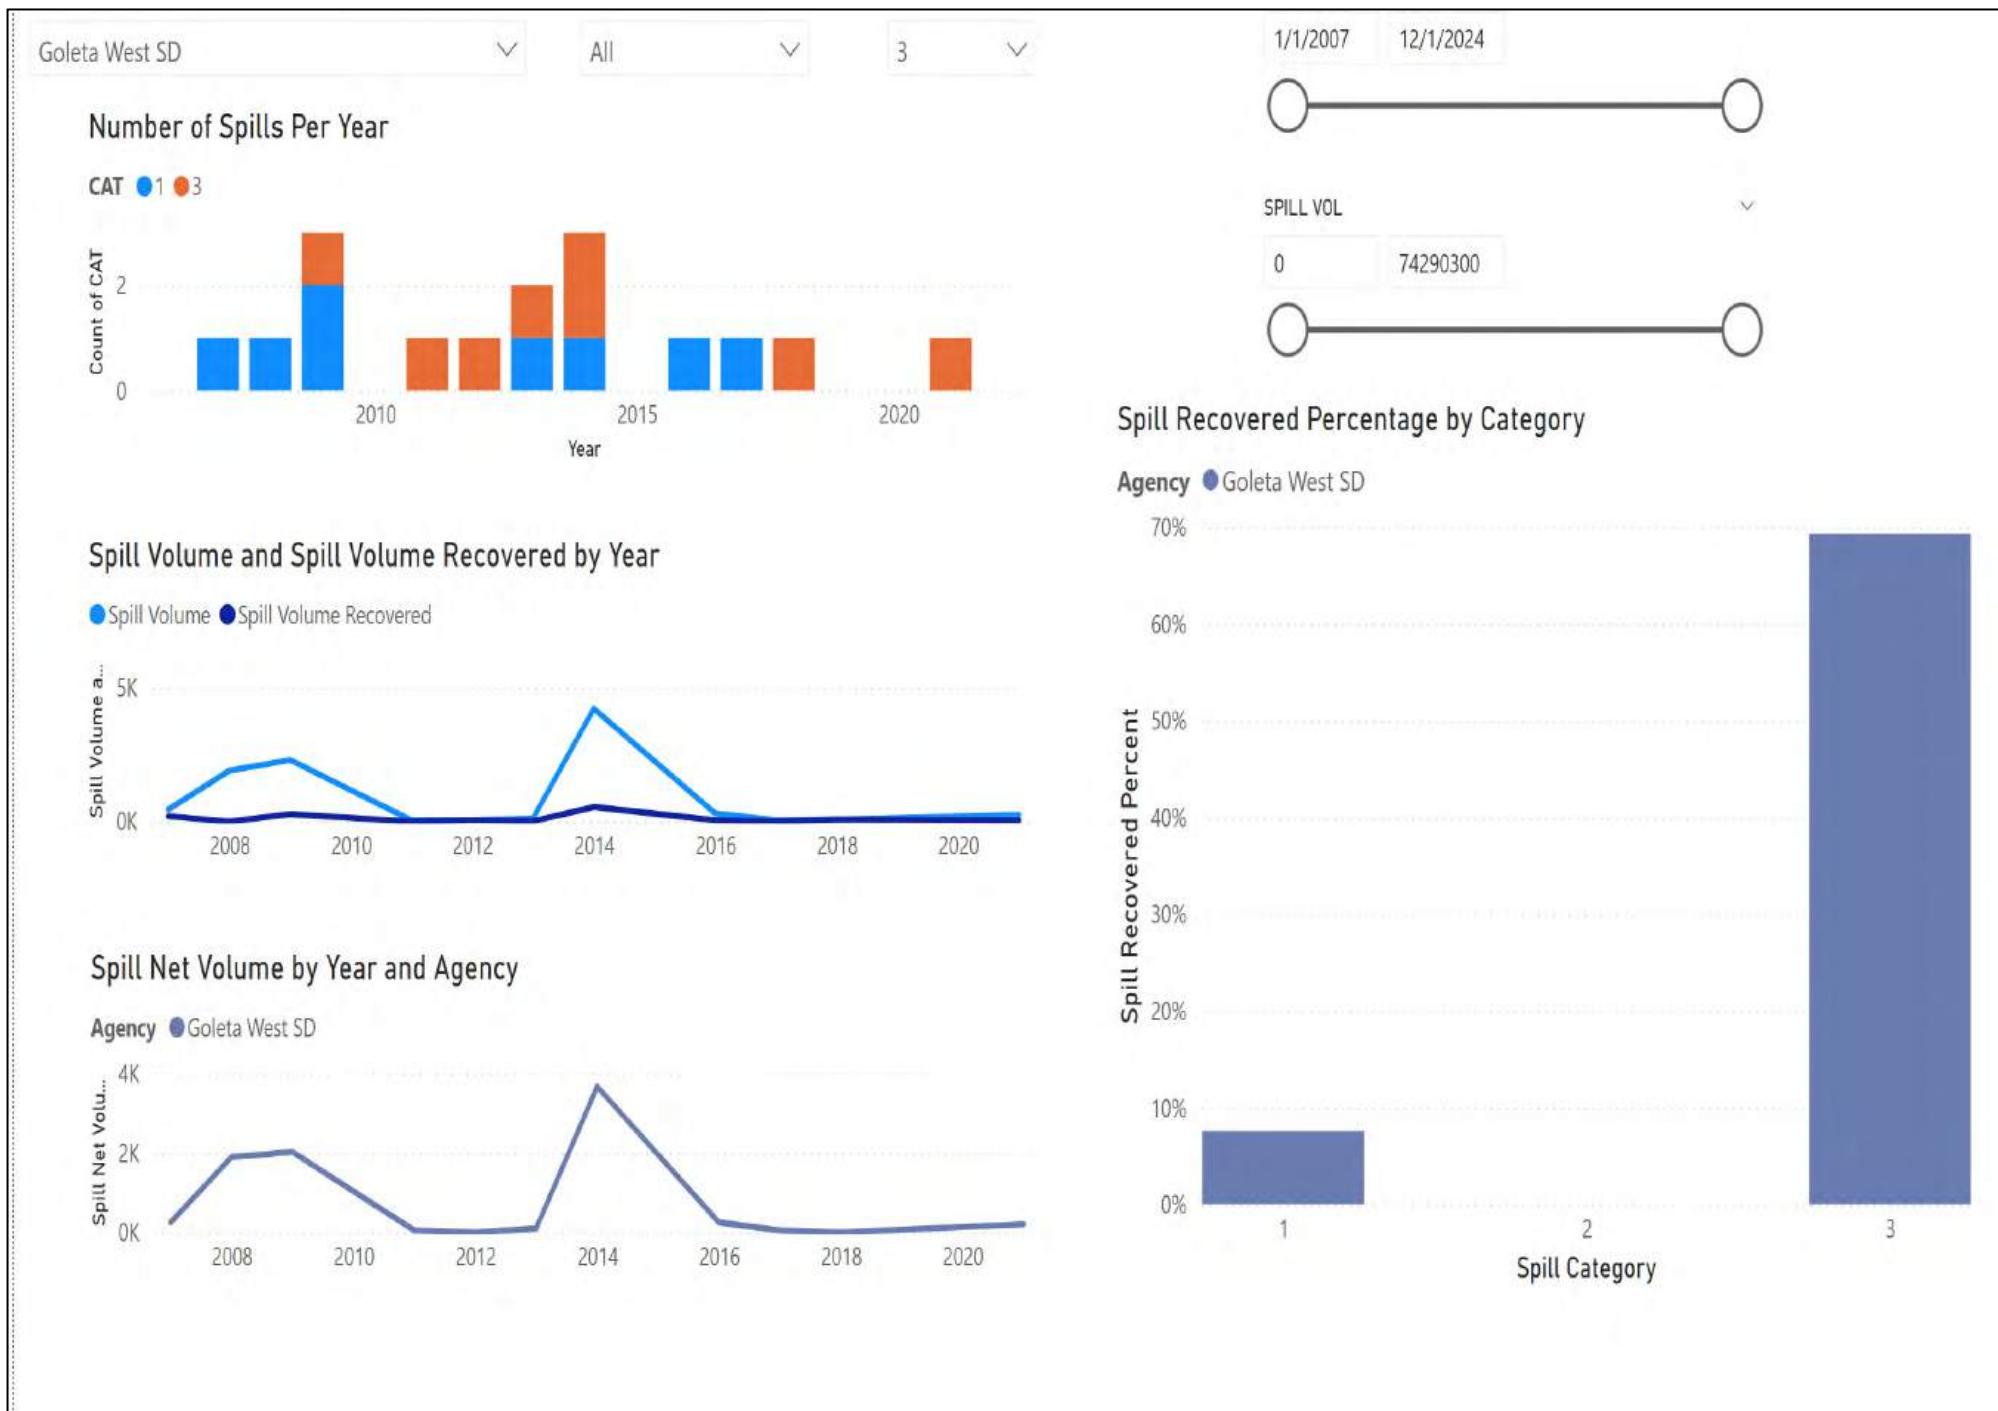 Goleta West SD
All
3
1/1/2007 12/1/2024
Number of Spills Per Year
CAT 1 3
Count of CAT
2
0
2010 2015 2020
Year
SPILL VOL
0 74290300
Spill Volume and Spill Volume Recovered by Year
Spill Volume Spill Volume Recovered
Spill Volume a...
5K
0K
2008 2010 2012 2014 2016 2018 2020
Spill Net Volume by Year and Agency
Agency Goleta West SD
Spill Net Volu...
4K
2K
0K
2008 2010 2012 2014 2016 2018 2020
Spill Recovered Percentage by Category
Agency Goleta West SD
Spill Recovered Percent
70%
60%
50%
40%
30%
20%
10%
0%
1 2 3
Spill Category